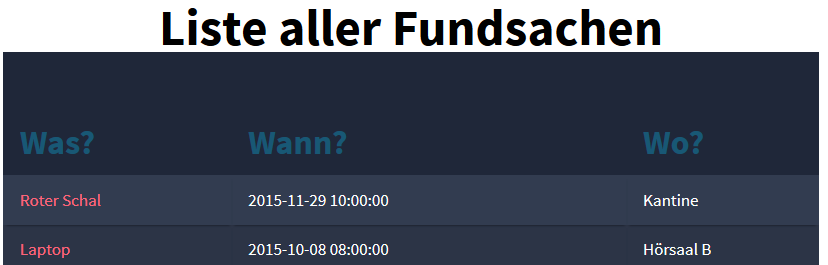 Liste aller Fundsachen
Was? Wann? Wo?
Roter Schal 2015-11-29 10:00:00 Kantine
Laptop 2015-10-08 08:00:00 Hörsaal B